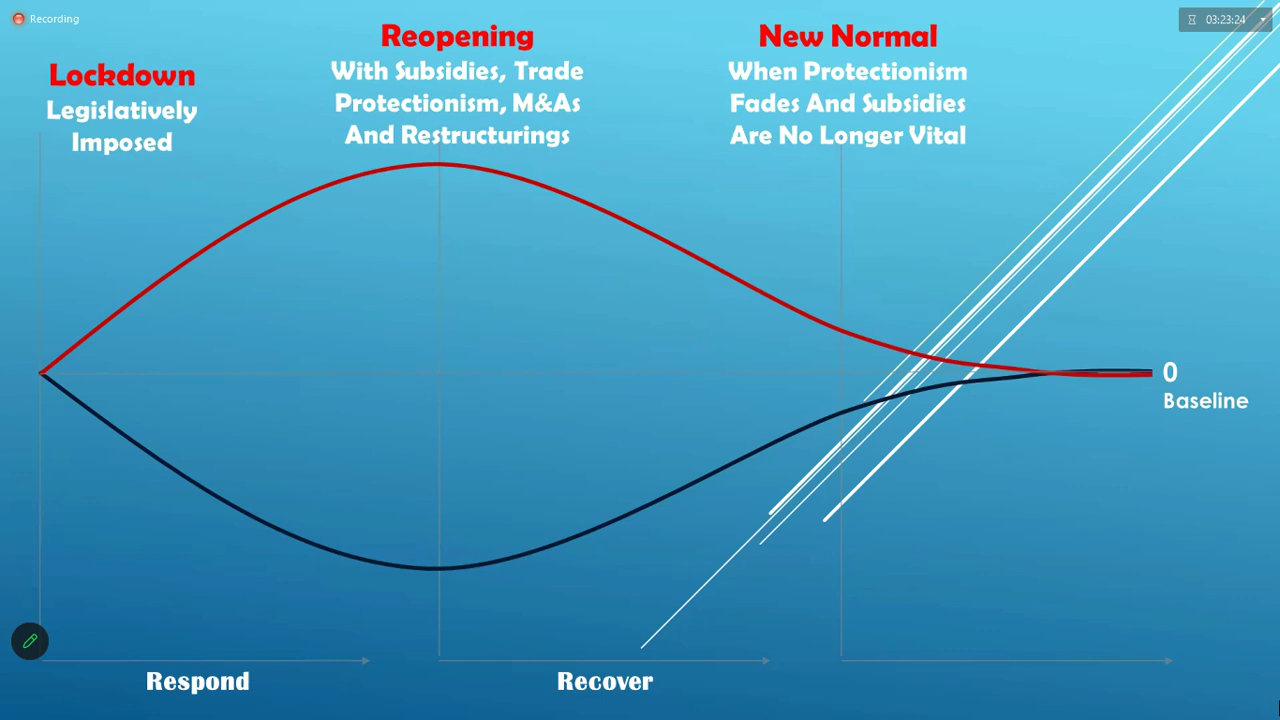 Recording
03:23:24
Lockdown
Legislatively
Imposed
Reopening
With Subsidies, Trade
Protectionism, M&As
And Restructurings
New Normal
When Protectionism
Fades And Subsidies
Are No Longer Vital
0
Baseline
Respond
Recover